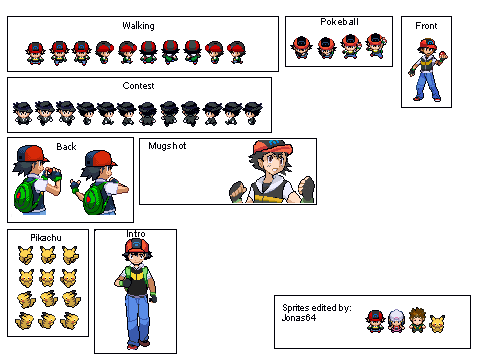 Walking
Pokeball
Front
Contest
Back
Mugshot
Pikachu
Intro
Sprites edited by:
Jonas64